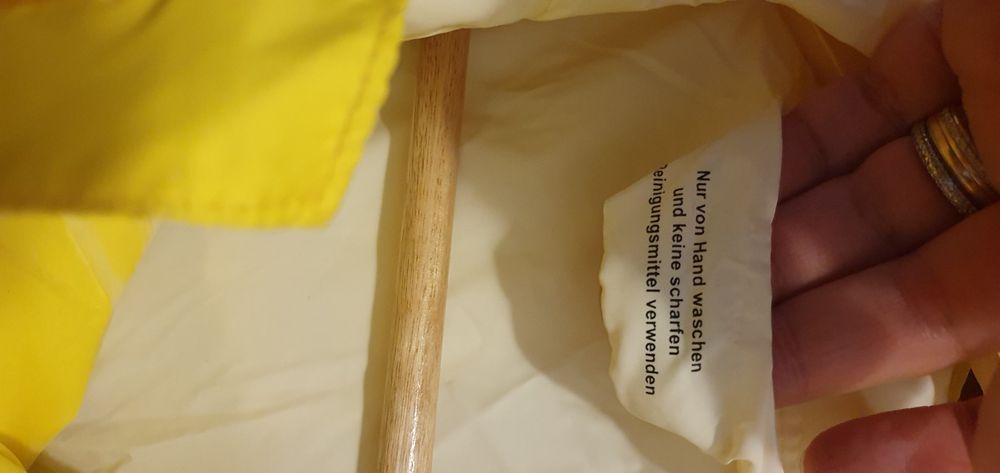 Nur von Hand waschen
und keine scharfen
Reinigungsmittel verwenden